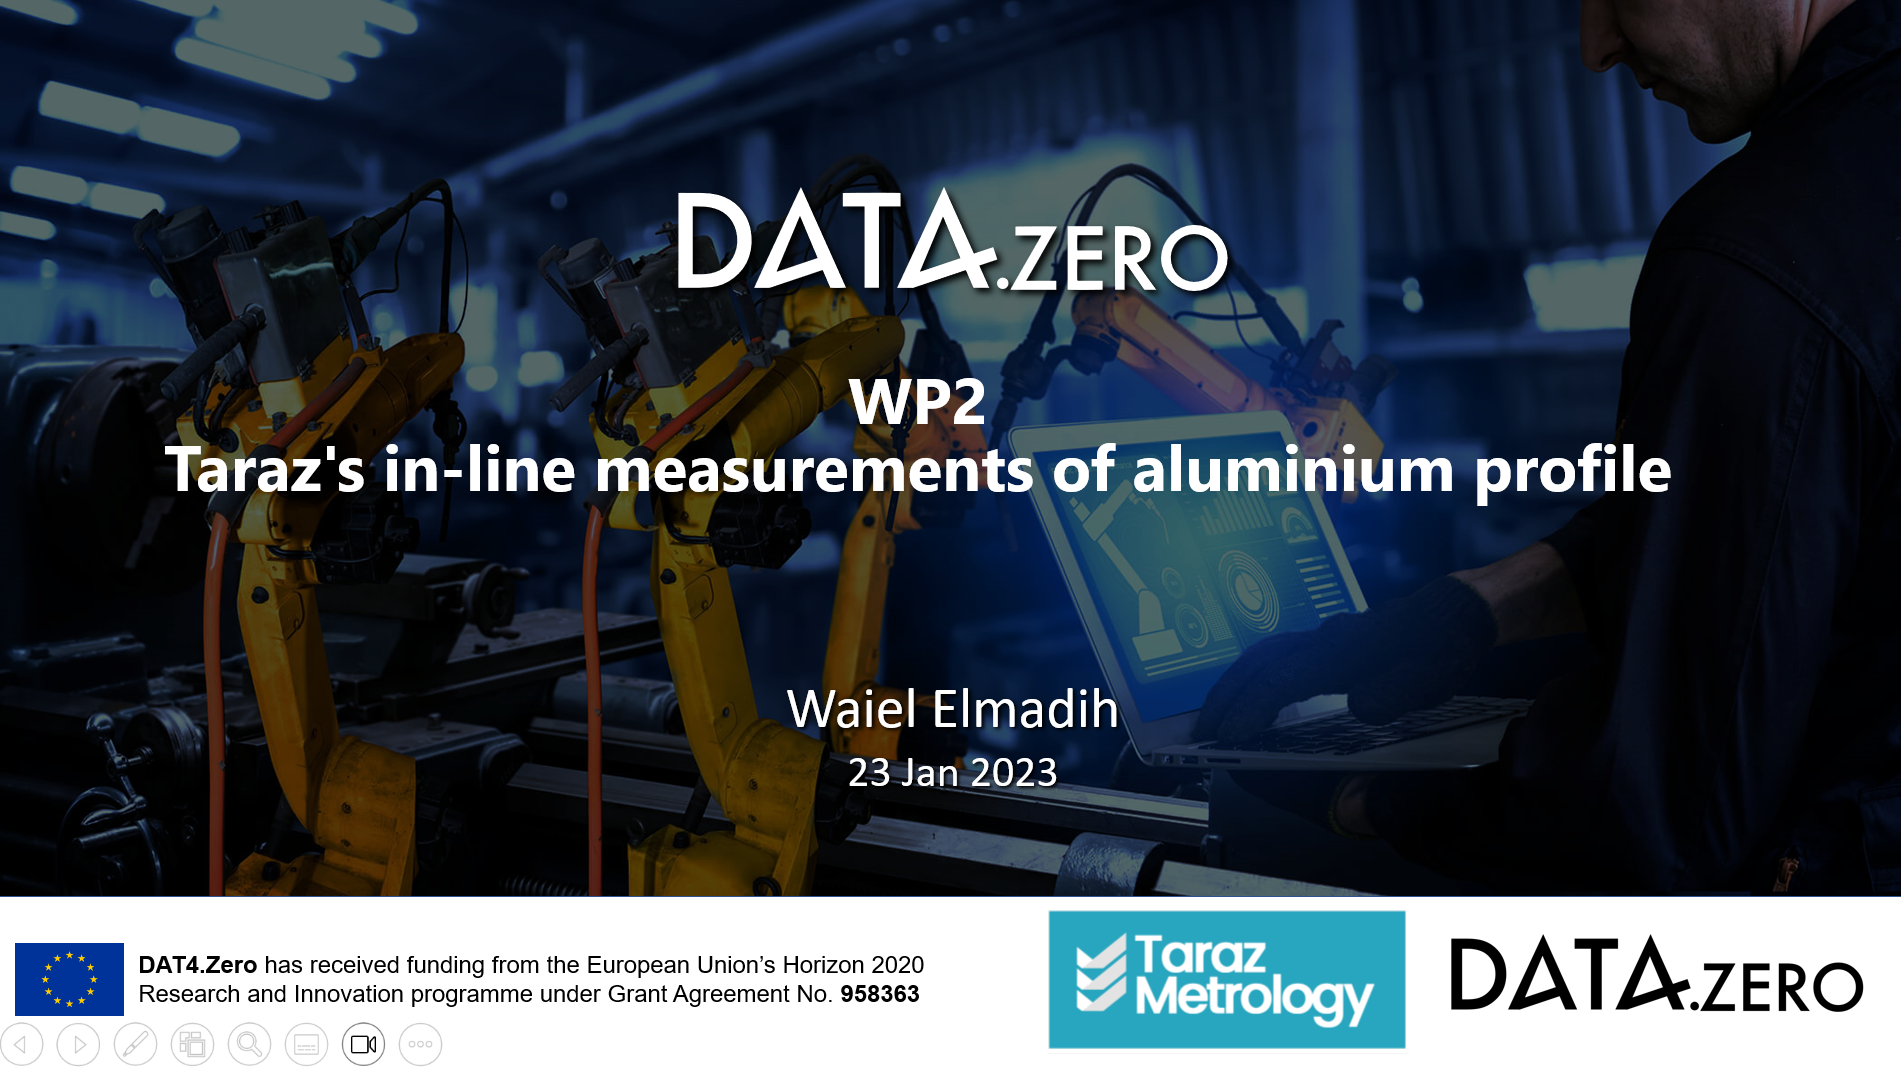 DATA.ZERO
WP2
Taraz's in-line measurements of aluminium profile
Waiel Elmadih
23 Jan 2023
DAT4.Zero has received funding from the European Union’s Horizon 2020
Research and Innovation programme under Grant Agreement No. 958363
Taraz
Metrology
DATA.ZERO